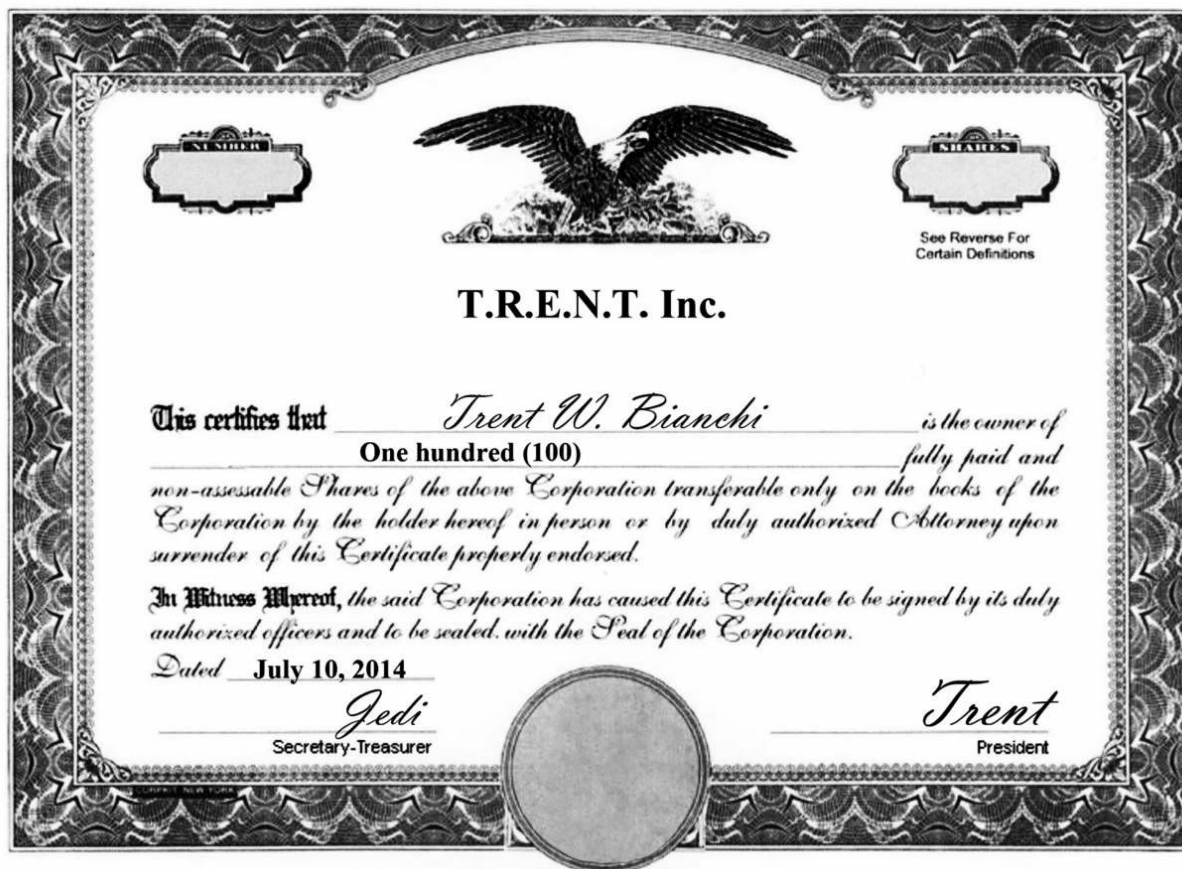 NUMBER
SHARES
See Reverse For
Certain Definitions
T.R.E.N.T. Inc.
This certifies that Trent W. Bianchi is the owner of
One hundred (100) fully paid and
non-assessable Shares of the above Corporation transferable only on the books of the
Corporation by the holder hereof in person or by duly authorized Attorney upon
surrender of this Certificate properly endorsed.
In Witness Whereof, the said Corporation has caused this Certificate to be signed by its duly
authorized officers and to be sealed. with the Seal of the Corporation.
Dated July 10, 2014
Jedi
Trent
Secretary-Treasurer
President
CORPKIT, NEW YORK